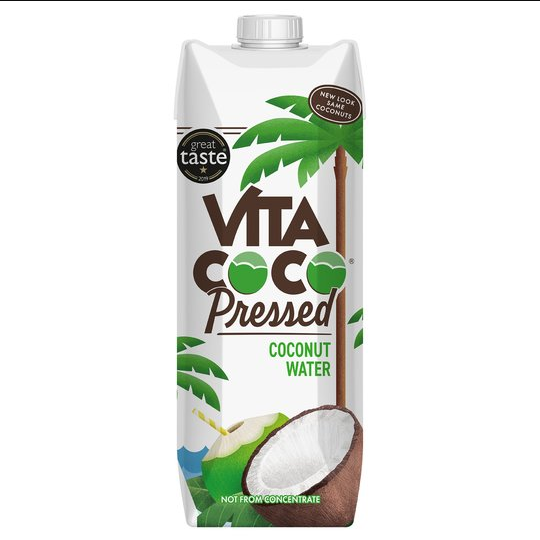 NEW LOOK
SAME
COCONUTS
great
taste
2019
VITA
COCO®
Pressed
COCONUT
WATER
NOT FROM CONCENTRATE